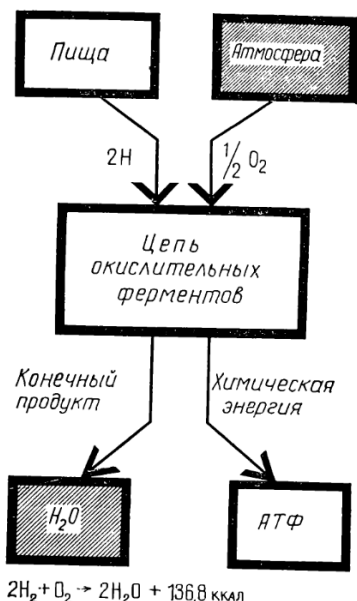 Пища
Атмосфера
2H
1/2 O₂
Цепь
окислительных
ферментов
Конечный
продукт
Химическая
энергия
H₂O
АТФ
2H₂+O₂ → 2H₂O + 136.8 ккал